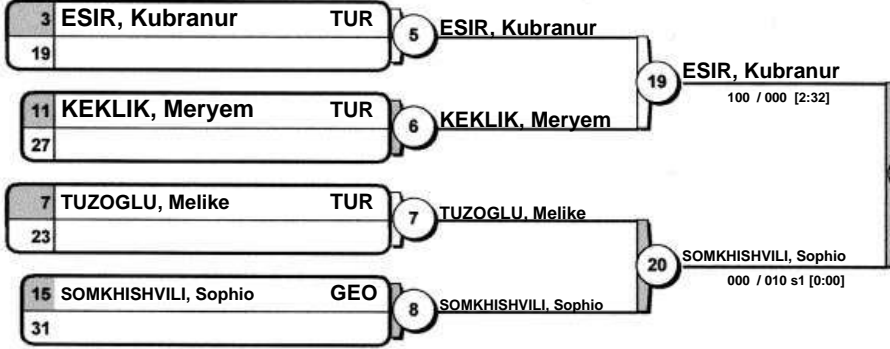 3 ESIR, Kubranur TUR
19
5 ESIR, Kubranur
11 KEKLIK, Meryem TUR
27
6 KEKLIK, Meryem
19 ESIR, Kubranur
100 / 000 [2:32]
7 TUZOGLU, Melike TUR
23
7 TUZOGLU, Melike
15 SOMKHISHVILI, Sophio GEO
31
8 SOMKHISHVILI, Sophio
20 SOMKHISHVILI, Sophio
000 / 010 s1 [0:00]